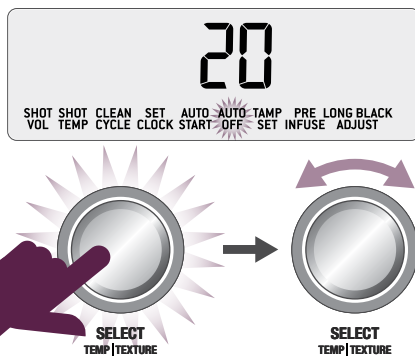 20
SHOT VOL SHOT TEMP CLEAN CYCLE SET CLOCK AUTO START AUTO OFF TAMP SET PRE INFUSE LONG BLACK ADJUST
SELECT
TEMP|TEXTURE
SELECT
TEMP|TEXTURE